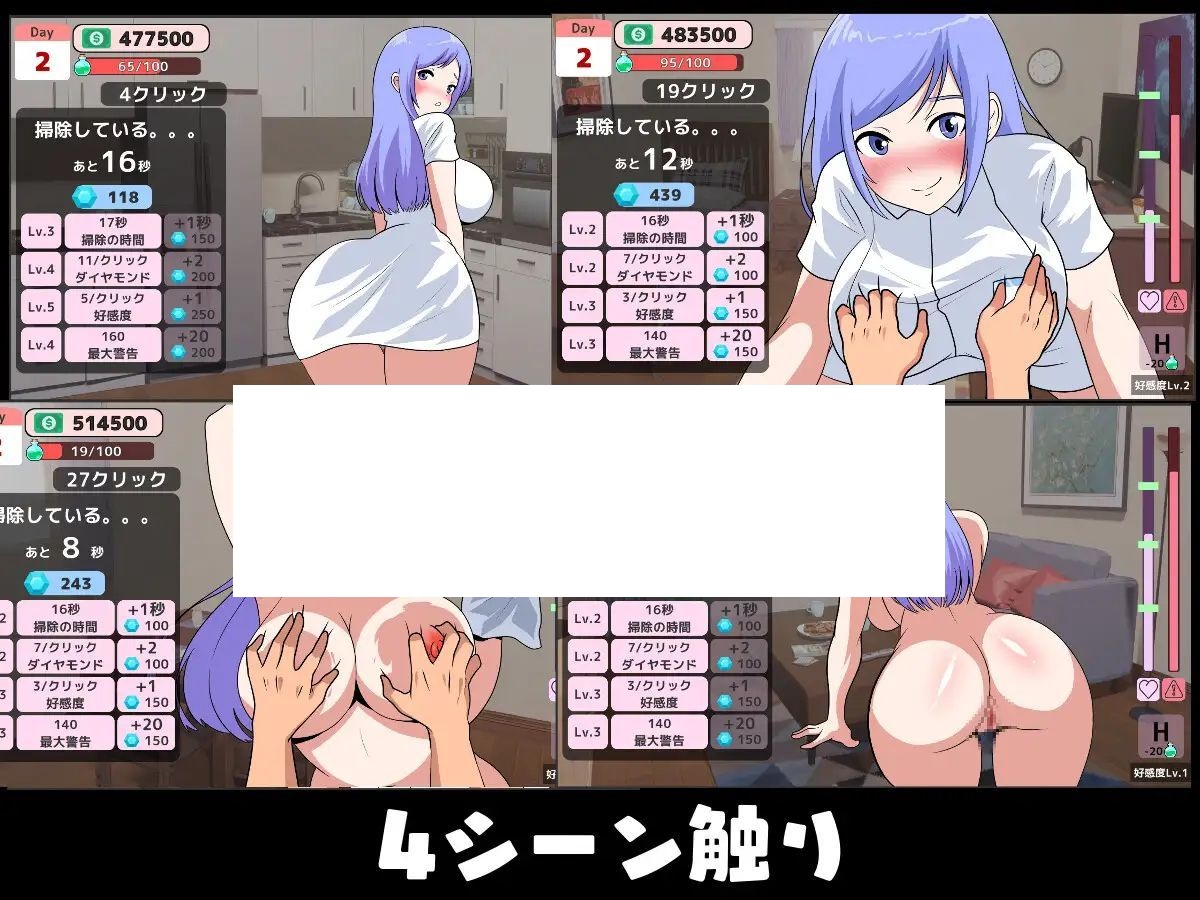 Day
2
477500
65/100
4クリック
掃除している。。。
あと16秒
118
Lv.3
17秒
掃除の時間
+1秒
150
Lv.4
11/クリック
ダイヤモンド
+2
200
Lv.5
5/クリック
好感度
+1
250
Lv.4
160
最大警告
+20
200
Day
2
483500
95/100
19クリック
掃除している。。。
あと12秒
439
Lv.2
16秒
掃除の時間
+1秒
100
Lv.2
7/クリック
ダイヤモンド
+2
100
Lv.3
3/クリック
好感度
+1
150
Lv.3
140
最大警告
+20
150
H
-20
好感度Lv.2
514500
19/100
27クリック
掃除している。。。
あと 8 秒
243
2
16秒
掃除の時間
+1秒
100
2
7/クリック
ダイヤモンド
+2
100
3
3/クリック
好感度
+1
150
3
140
最大警告
+20
150
好
Lv.2
16秒
掃除の時間
+1秒
100
Lv.2
7/クリック
ダイヤモンド
+2
100
Lv.3
3/クリック
好感度
+1
150
Lv.3
140
最大警告
+20
150
H
-20
好感度Lv.1
4シーン触り